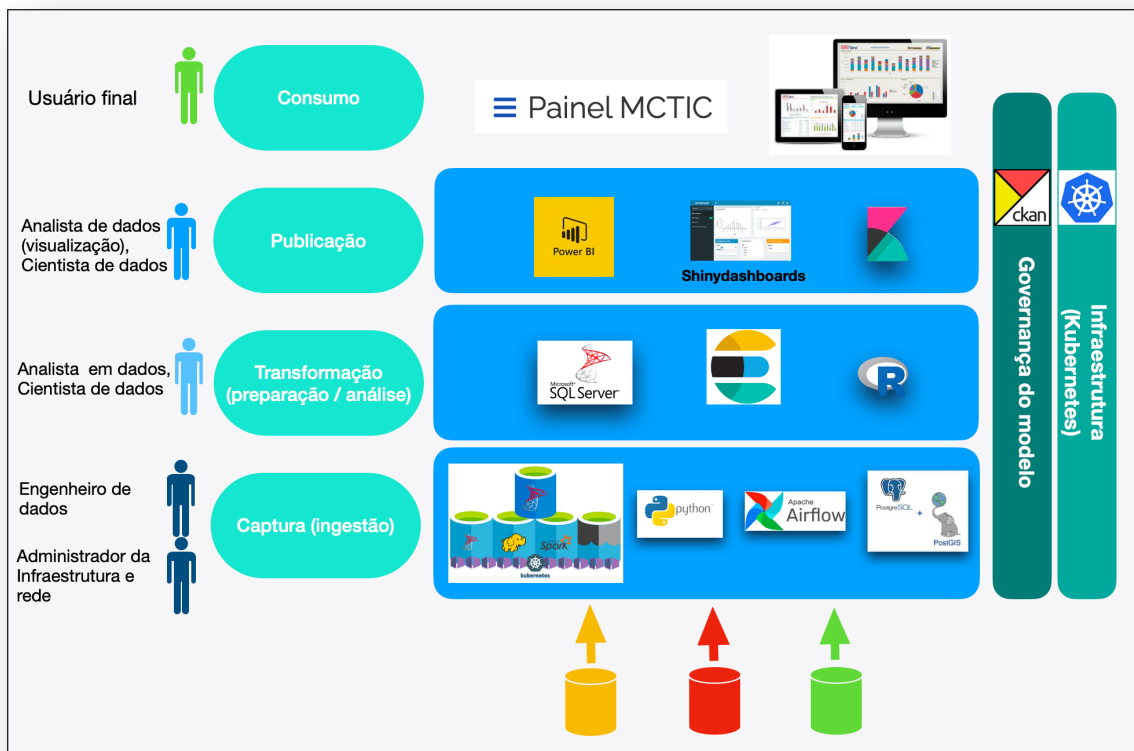 Usuário final
Consumo
☰ Painel MCTIC
Analista de dados
(visualização),
Cientista de dados
Publicação
Power BI
Shinydashboards
ckan
Governança do modelo
Infraestrutura
(Kubernetes)
Analista em dados,
Cientista de dados
Transformação
(preparação / análise)
Microsoft
SQL Server
R
Engenheiro de
dados
Administrador da
Infraestrutura e
rede
Captura (ingestão)
Spark
kubernetes
python
Apache
Airflow
PostgreSQL
+
PostGIS